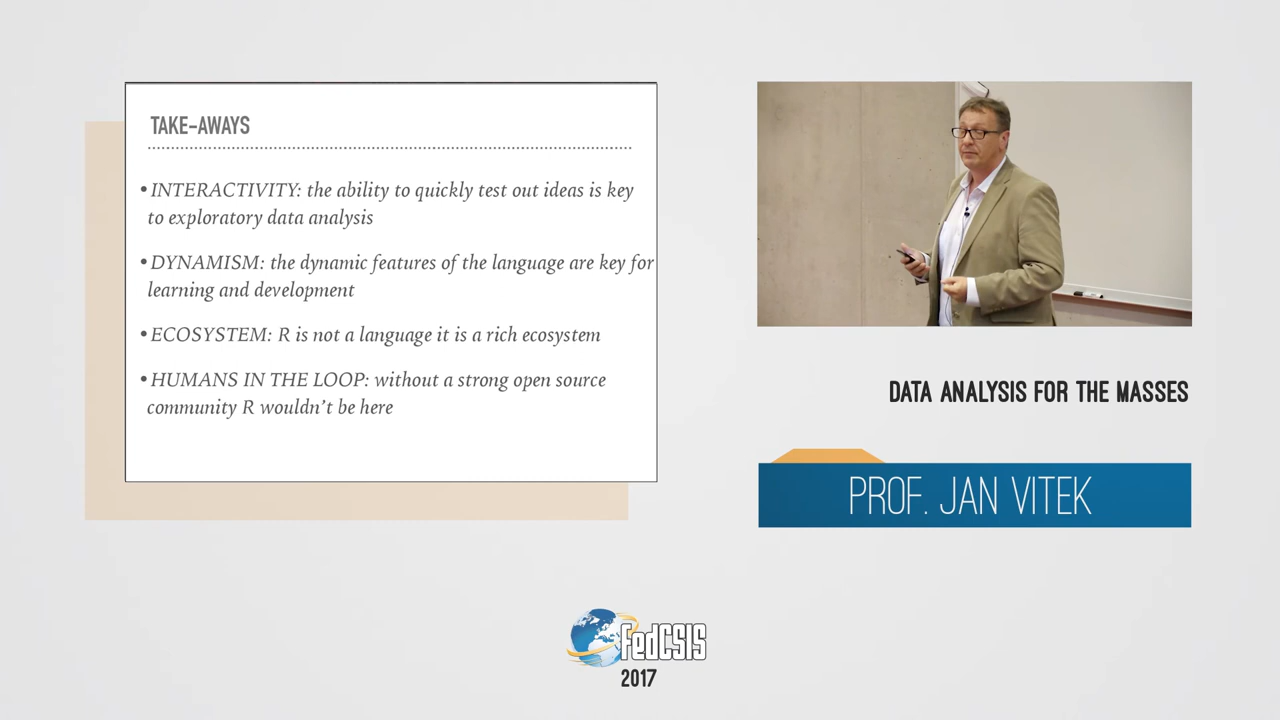 TAKE-AWAYS
•INTERACTIVITY: the ability to quickly test out ideas is key
to exploratory data analysis
•DYNAMISM: the dynamic features of the language are key for
learning and development
•ECOSYSTEM: R is not a language it is a rich ecosystem
•HUMANS IN THE LOOP: without a strong open source
community R wouldn't be here
DATA ANALYSIS FOR THE MASSES
PROF. JAN VITEK
FedCSIS
2017